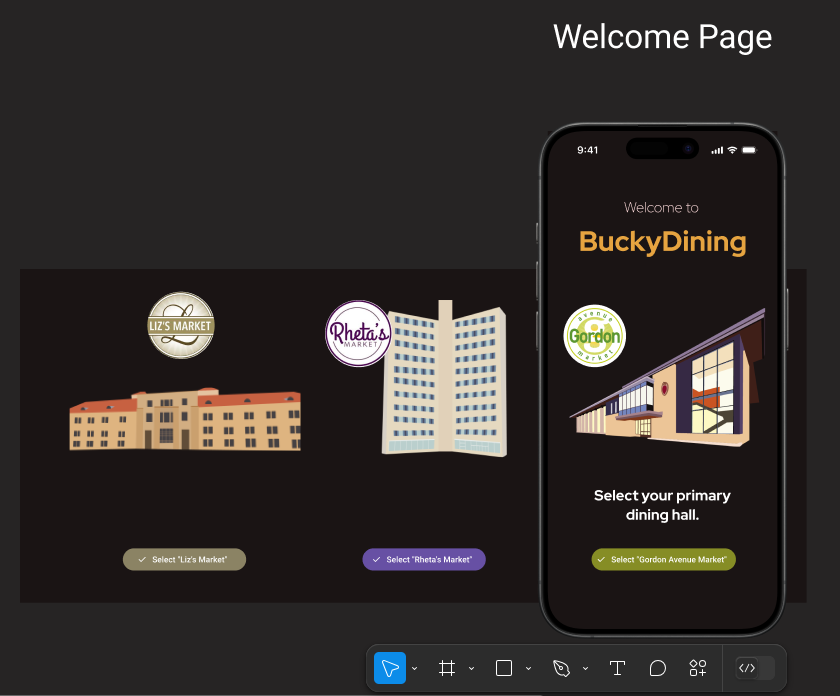 Welcome Page
9:41
Welcome to
BuckyDining
LIZ'S MARKET
Rheta's
MARKET
avenue
Gordon
market
Select your primary
dining hall.
Select "Liz's Market"
Select "Rheta's Market"
Select "Gordon Avenue Market"